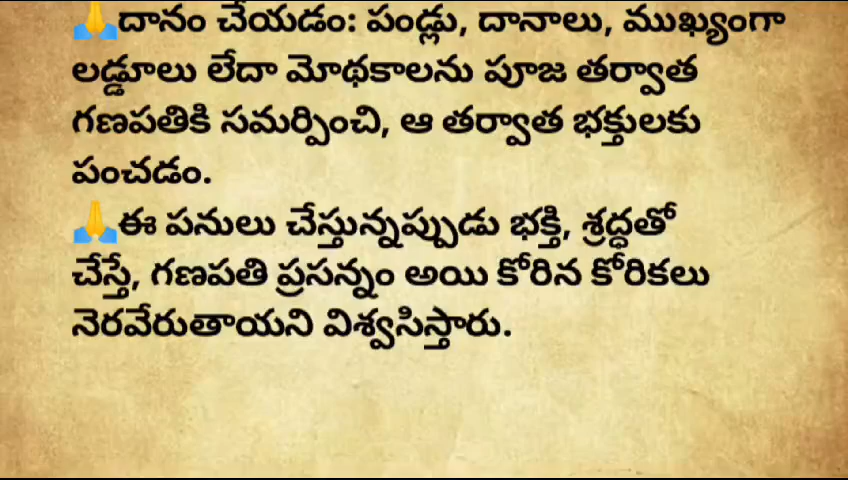 🙏దానం చేయడం: పండ్లు, దానాలు, ముఖ్యంగా
లడ్డూలు లేదా మోథకాలను పూజ తర్వాత
గణపతికి సమర్పించి, ఆ తర్వాత భక్తులకు
పంచడం.
🙏ఈ పనులు చేస్తున్నప్పుడు భక్తి, శ్రద్ధతో
చేస్తే, గణపతి ప్రసన్నం అయి కోరిన కోరికలు
నెరవేరుతాయని విశ్వసిస్తారు.